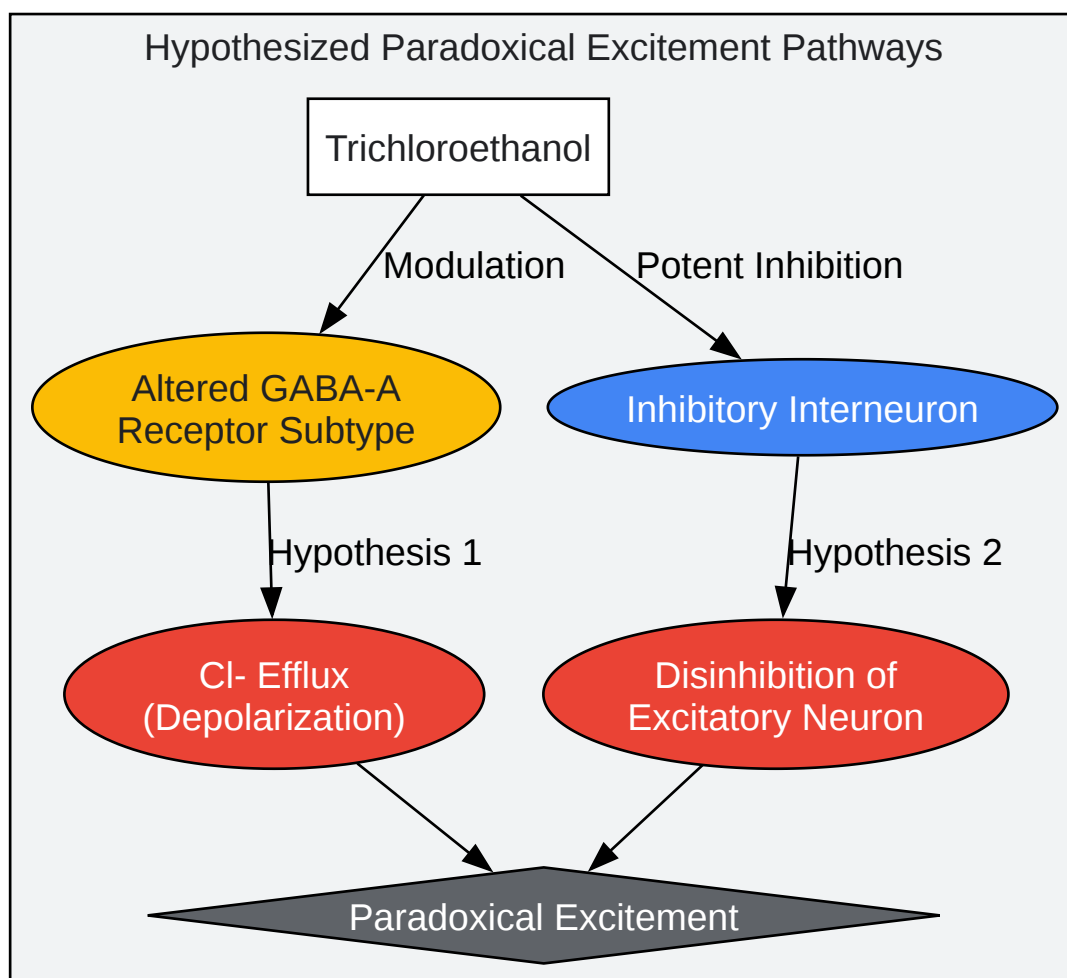 Hypothesized Paradoxical Excitement Pathways
Trichloroethanol
Modulation
Potent Inhibition
Altered GABA-A
Receptor Subtype
Inhibitory Interneuron
Hypothesis 1
Hypothesis 2
Cl- Efflux
(Depolarization)
Disinhibition of
Excitatory Neuron
Paradoxical Excitement